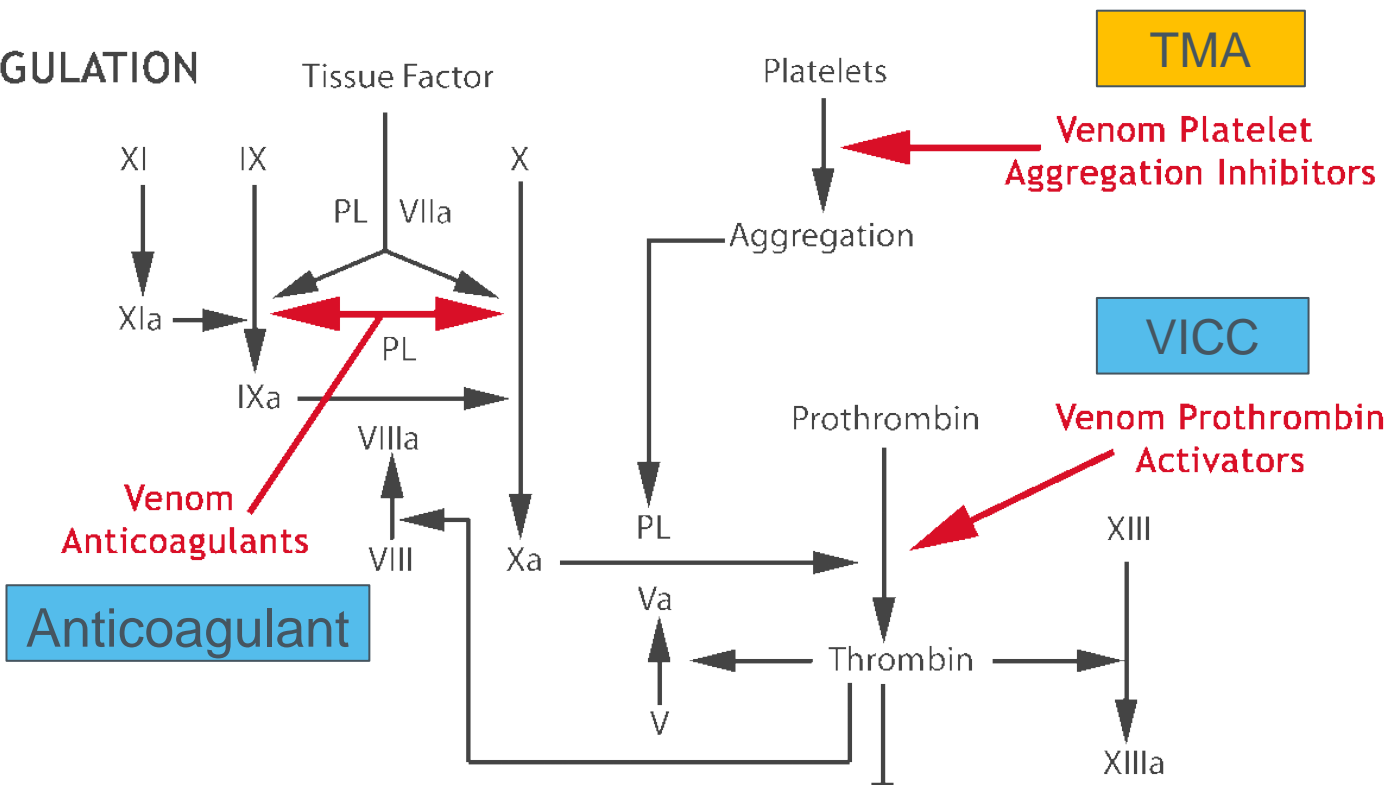 GULATION
Tissue Factor
Platelets
TMA
Venom Platelet
Aggregation Inhibitors
XI
IX
X
PL
VIIa
Aggregation
XIa
PL
VICC
IXa
Prothrombin
Venom Prothrombin
Activators
VIIIa
Venom
Anticoagulants
PL
XIII
VIII
Xa
Va
Anticoagulant
Thrombin
V
XIIIa